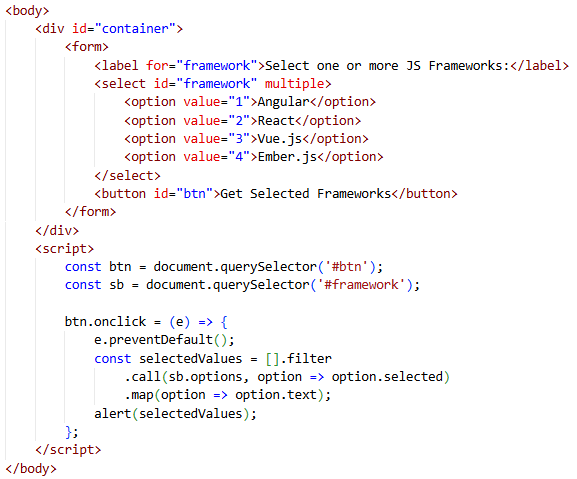 <body>
    <div id="container">
        <form>
            <label for="framework">Select one or more JS Frameworks:</label>
            <select id="framework" multiple>
                <option value="1">Angular</option>
                <option value="2">React</option>
                <option value="3">Vue.js</option>
                <option value="4">Ember.js</option>
            </select>
            <button id="btn">Get Selected Frameworks</button>
        </form>
    </div>
    <script>
        const btn = document.querySelector('#btn');
        const sb = document.querySelector('#framework');

        btn.onclick = (e) => {
            e.preventDefault();
            const selectedValues = [].filter
                .call(sb.options, option => option.selected)
                .map(option => option.text);
            alert(selectedValues);
        };
    </script>
</body>